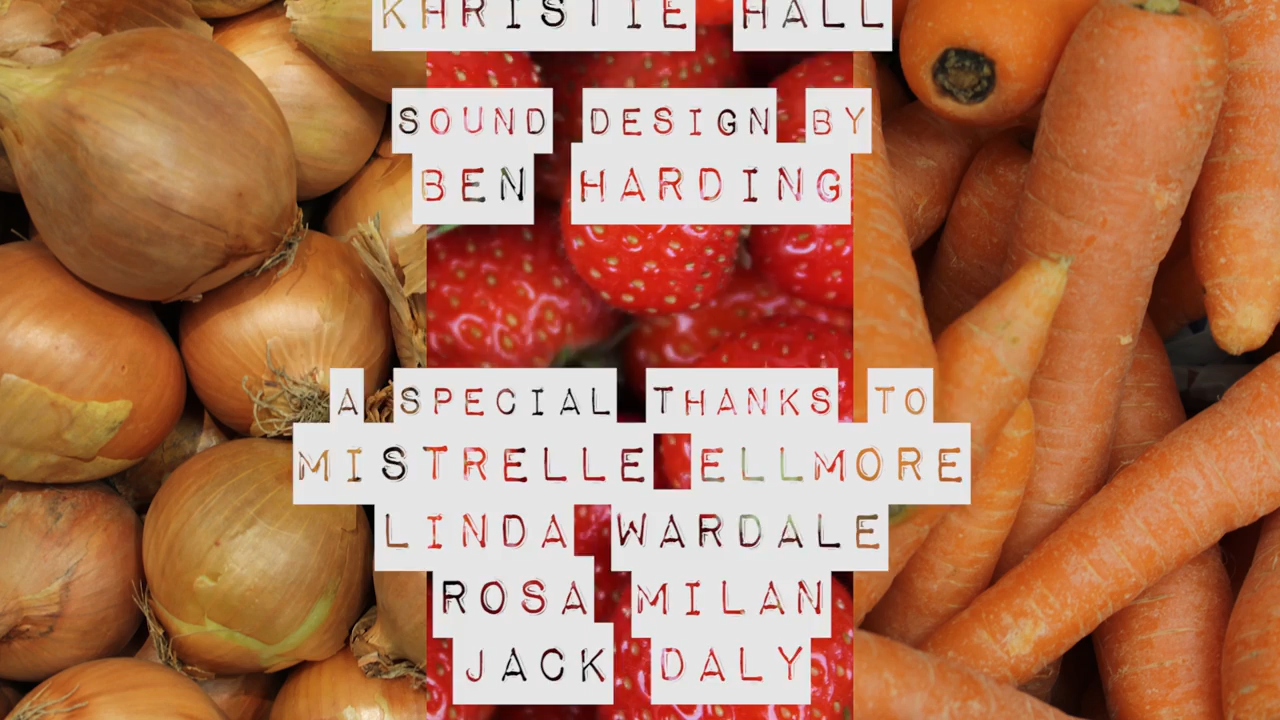 KHRISTIE HALL
SOUND DESIGN BY
BEN HARDING
A SPECIAL THANKS TO
MISTRELLE ELLMORE
LINDA WARDALE
ROSA MILAN
JACK DALY